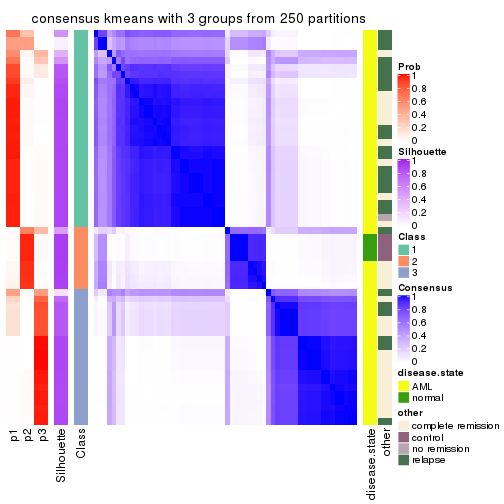 consensus kmeans with 3 groups from 250 partitions
Prob
1
0.8
0.6
0.4
0.2
0
Silhouette
1
0.8
0.6
0.4
0.2
0
Class
1
2
3
Consensus
1
0.8
0.6
0.4
0.2
0
disease.state
AML
normal
other
complete remission
control
no remission
relapse
p1
p2
p3
Silhouette
Class
disease.state
other